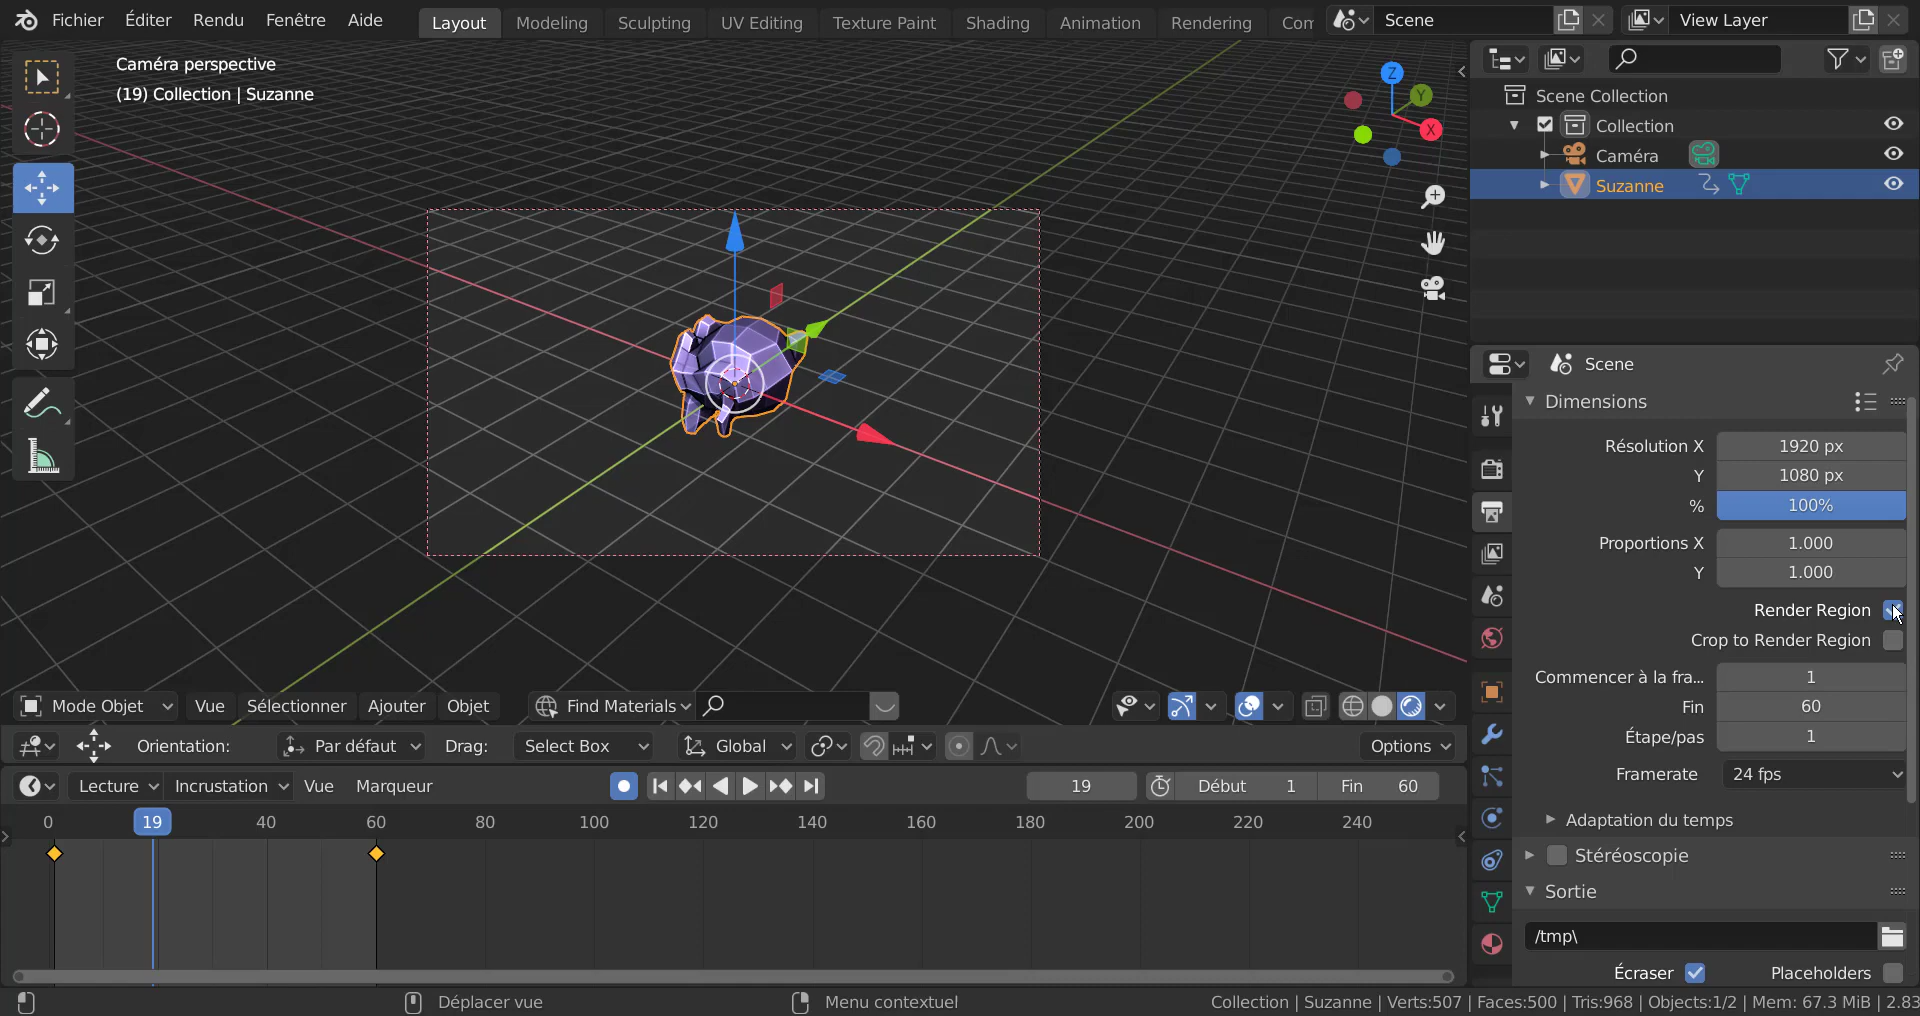 Fichier Éditer Rendu Fenêtre Aide Layout Modeling Sculpting UV Editing Texture Paint Shading Animation Rendering Con Scene View Layer
Caméra perspective
(19) Collection | Suzanne
Z
Y
X
Scene Collection
Collection
Caméra
Suzanne
Scene
Dimensions
Résolution X 1920 px
Y 1080 px
% 100%
Proportions X 1.000
Y 1.000
Render Region
Crop to Render Region
Commencer à la fra... 1
Fin 60
Étape/pas 1
Framerate 24 fps
Adaptation du temps
Stéréoscopie
Sortie
/tmp\
Écraser Placeholders
Mode Objet Vue Sélectionner Ajouter Objet Find Materials
Orientation: Par défaut Drag: Select Box Global Options
Lecture Incrustation Vue Marqueur 19 Début 1 Fin 60
0 19 40 60 80 100 120 140 160 180 200 220 240
Déplacer vue Menu contextuel Collection | Suzanne | Verts:507 | Faces:500 | Tris:968 | Objects:1/2 | Mem: 67.3 MiB | 2.83